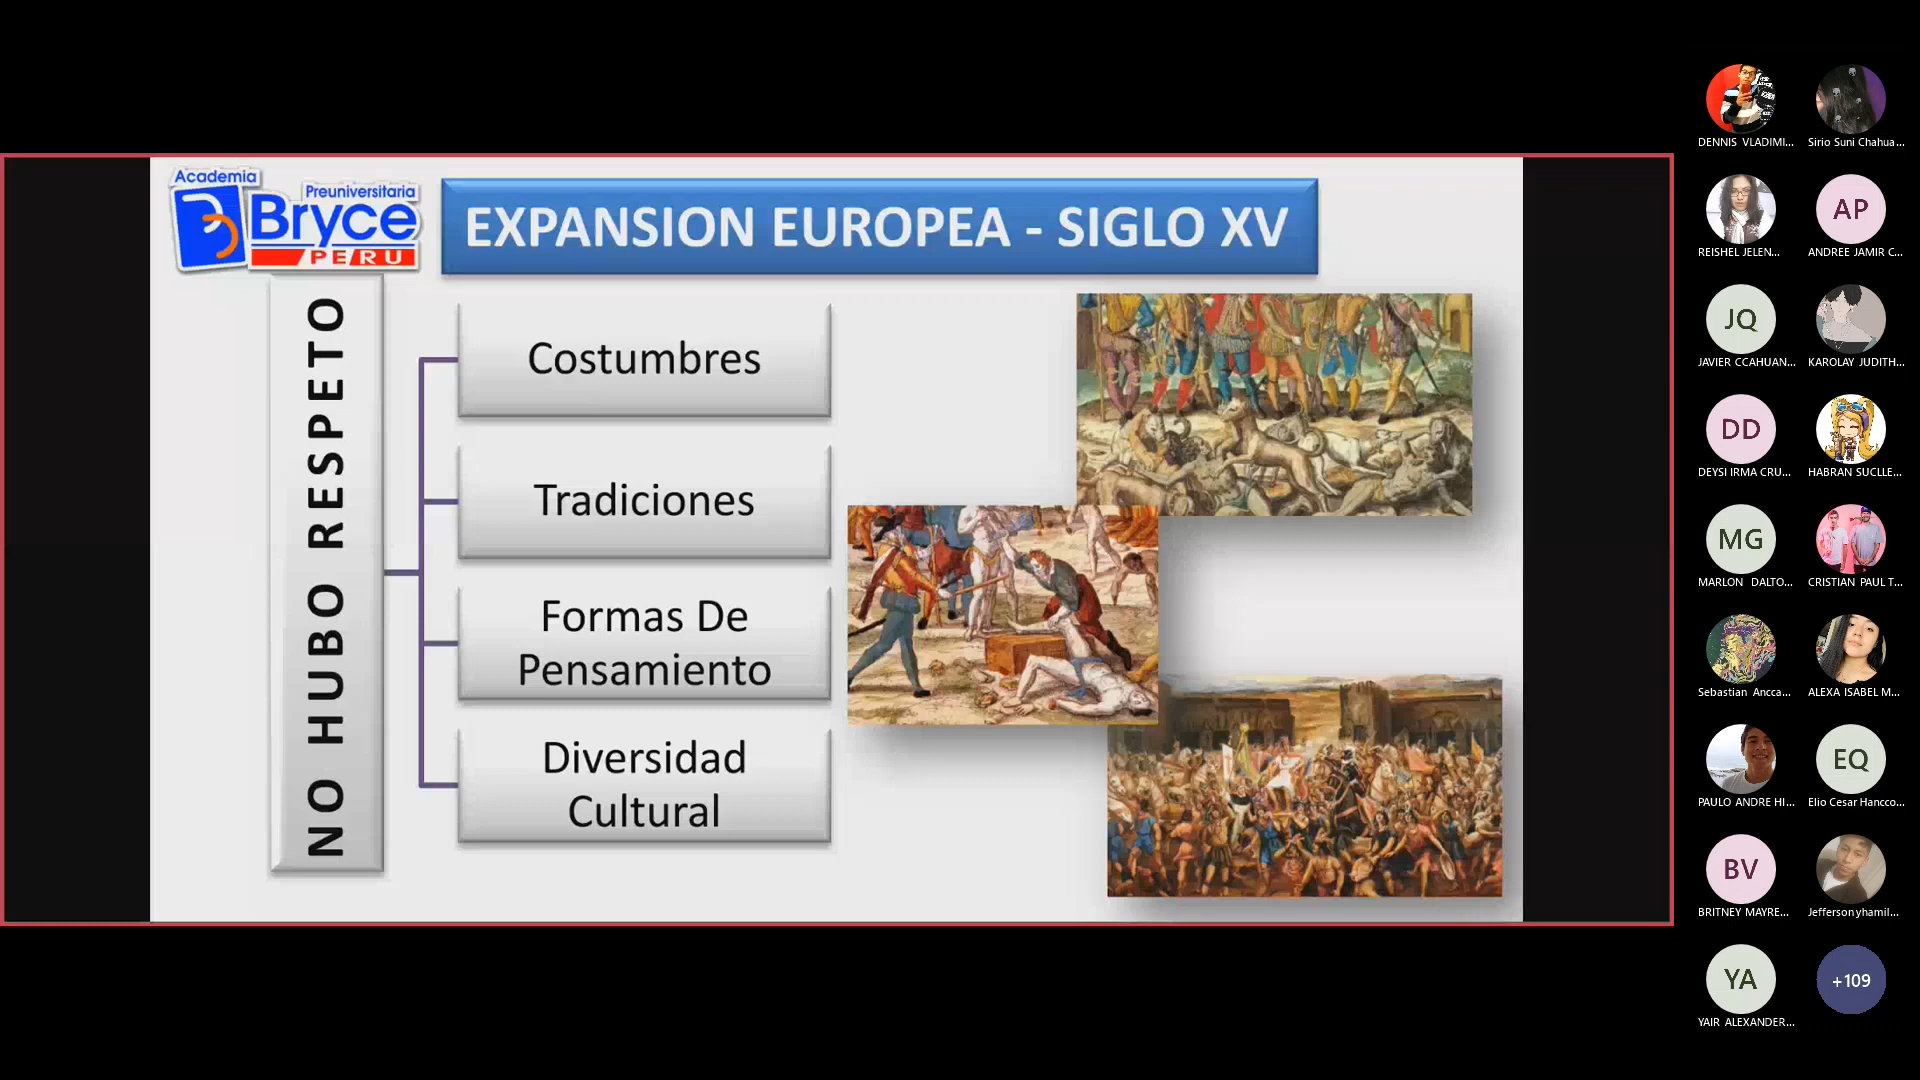 Academia
Preuniversitaria
Bryce
PERU
EXPANSION EUROPEA - SIGLO XV
NO HUBO RESPETO
Costumbres
Tradiciones
Formas De
Pensamiento
Diversidad
Cultural
DENNIS VLADIMI...
Sirio Suni Chahua...
REISHEL JELEN...
AP
ANDREE JAMIR C...
JQ
JAVIER CCAHUAN...
KAROLAY JUDITH...
DD
DEYSI IRMA CRU...
HABRAN SUCLLE...
MG
MARLON DALTO...
CRISTIAN PAUL T...
Sebastian Ancca...
ALEXA ISABEL M...
PAULO ANDRE HI...
EQ
Elio Cesar Hancco...
BV
BRITNEY MAYRE...
Jefferson yhamil...
YA
YAIR ALEXANDER...
+109